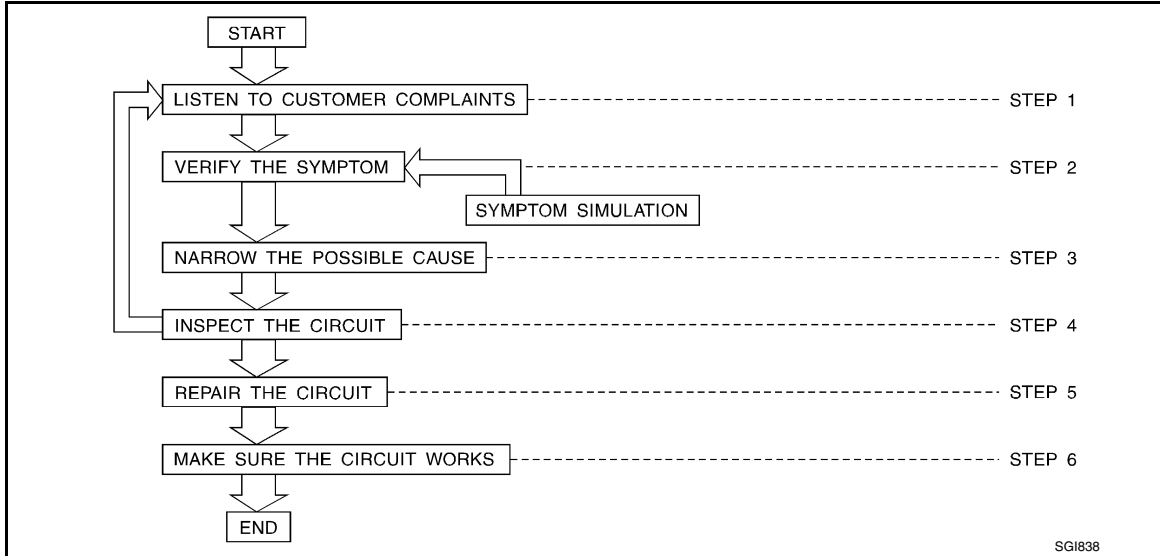 START
LISTEN TO CUSTOMER COMPLAINTS STEP 1
VERIFY THE SYMPTOM STEP 2
SYMPTOM SIMULATION
NARROW THE POSSIBLE CAUSE STEP 3
INSPECT THE CIRCUIT STEP 4
REPAIR THE CIRCUIT STEP 5
MAKE SURE THE CIRCUIT WORKS STEP 6
END
SGI838